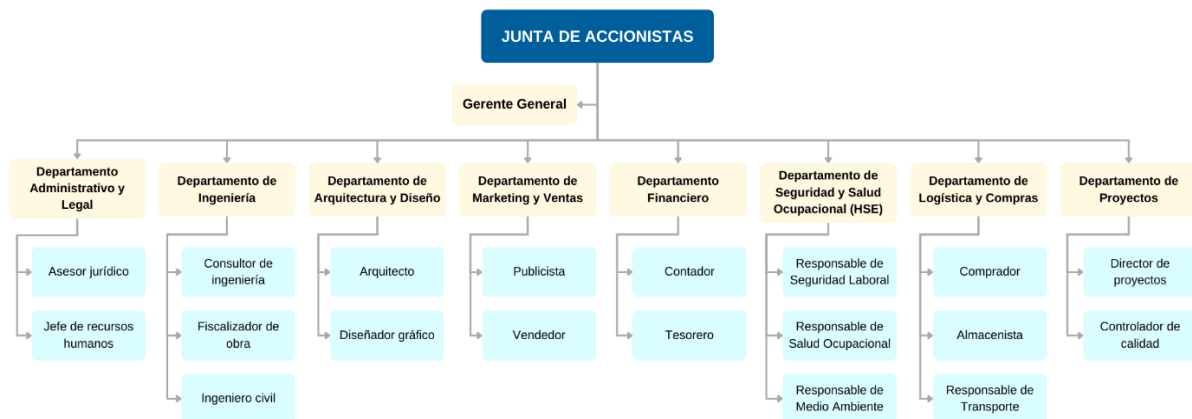 JUNTA DE ACCIONISTAS
Gerente General
Departamento
Administrativo y
Legal
Departamento de
Ingeniería
Departamento de
Arquitectura y Diseño
Departamento de
Marketing y Ventas
Departamento
Financiero
Departamento de
Seguridad y Salud
Ocupacional (HSE)
Departamento de
Logística y Compras
Departamento de
Proyectos
Asesor jurídico
Jefe de recursos
humanos
Consultor de
ingeniería
Fiscalizador de
obra
Ingeniero civil
Arquitecto
Diseñador gráfico
Publicista
Vendedor
Contador
Tesorero
Responsable de
Seguridad Laboral
Responsable de
Salud Ocupacional
Responsable de
Medio Ambiente
Comprador
Almacenista
Responsable de
Transporte
Director de
proyectos
Controlador de
calidad